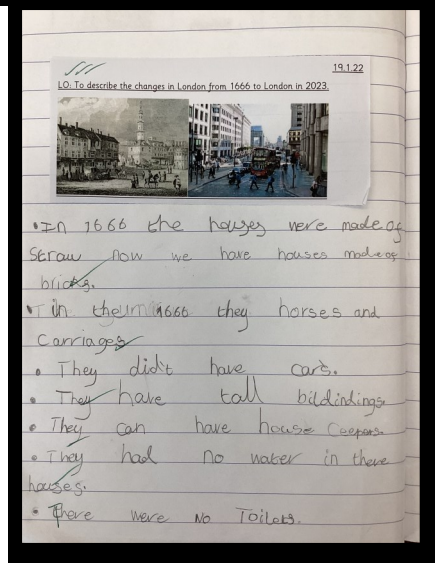 19.1.22
LO: To describe the changes in London from 1666 to London in 2023.
• In 1666 the houses were made of
Straw now we have houses made of
bricks.
• in 1666 they horses and
Carriages
• They did't have cars.
• They have tall bildindings.
• They can have house Ceepers.
• They had no water in there
houses.
• There were No Toilets.